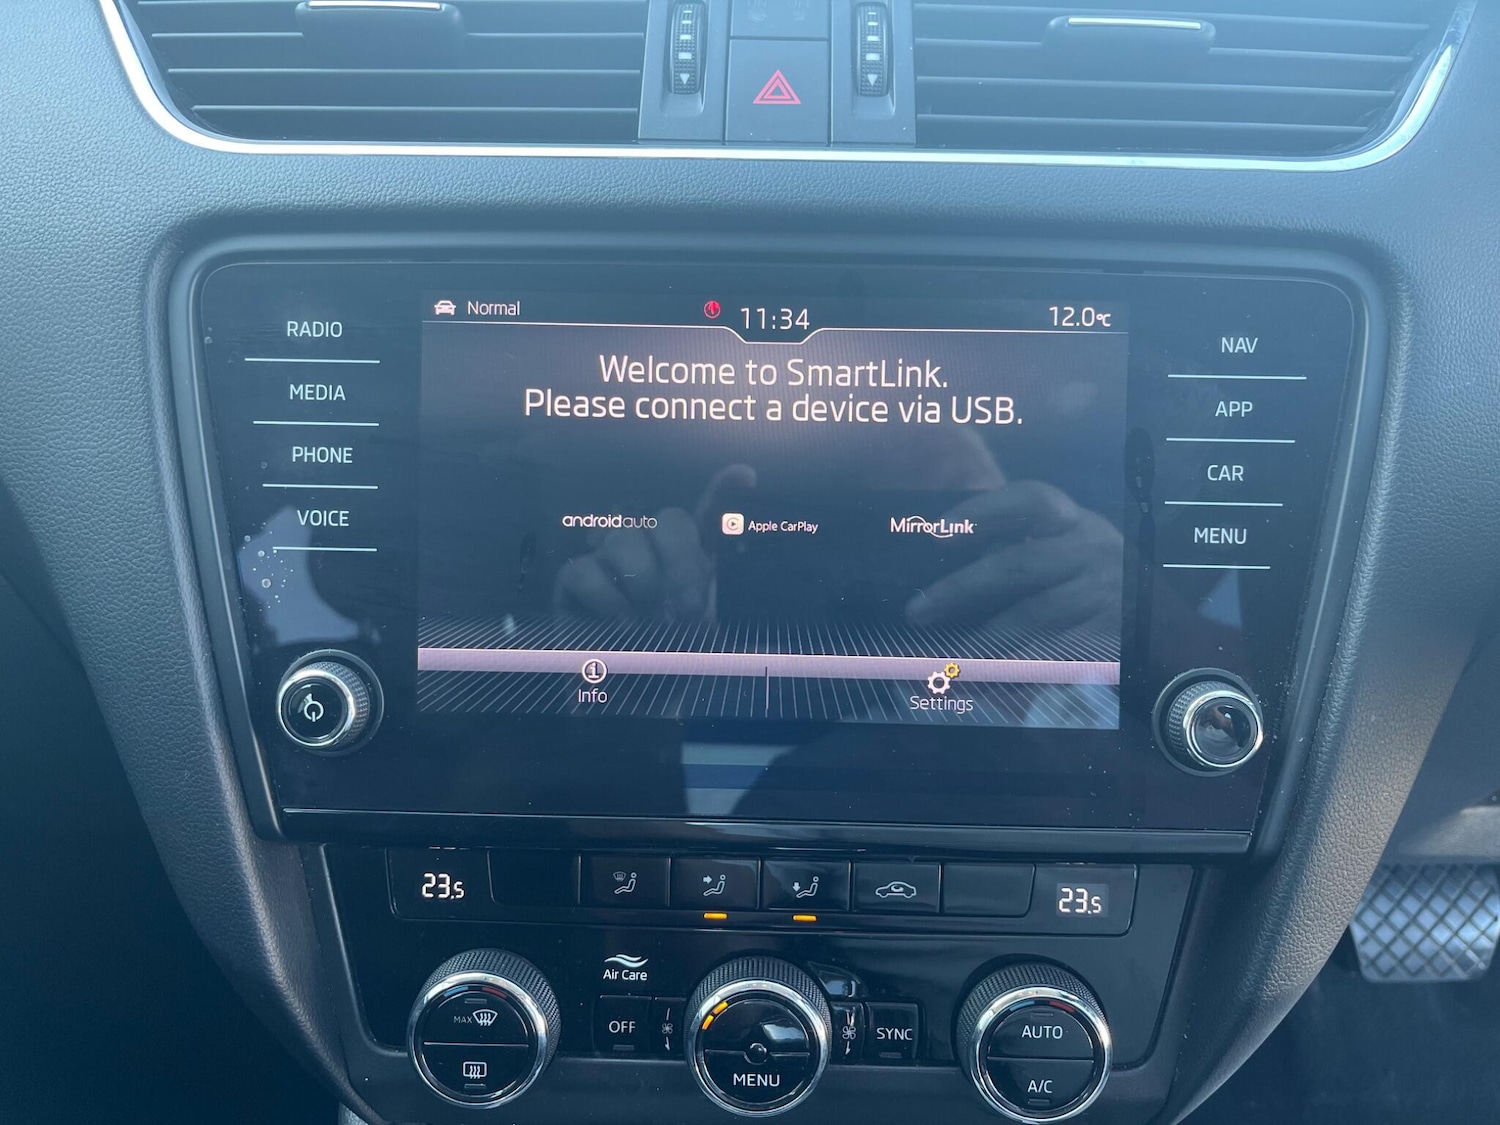 Normal
11:34
12.0°C
Welcome to SmartLink.
Please connect a device via USB.
androidauto
Apple CarPlay
MirrorLink
Info
Settings
RADIO
MEDIA
PHONE
VOICE
NAV
APP
CAR
MENU
23.5
23.5
Air Care
MAX
OFF
MENU
SYNC
AUTO
A/C